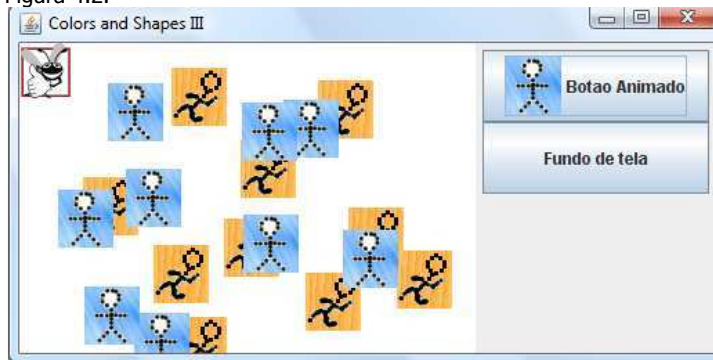 Figura 4.2.
Colors and Shapes III
Botao Animado
Fundo de tela